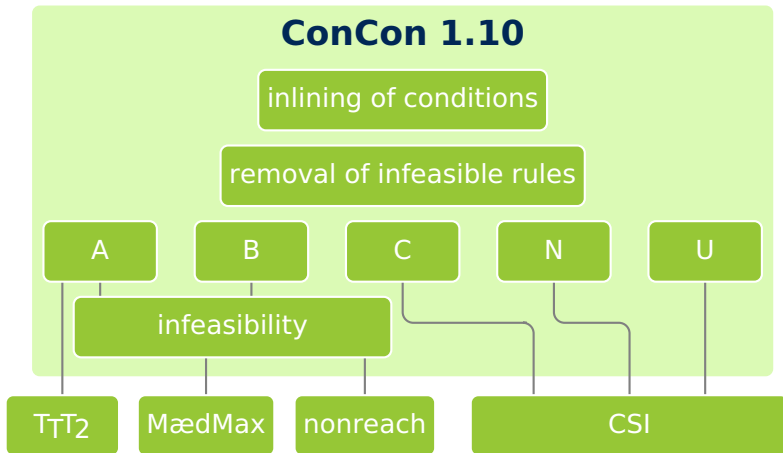 ConCon 1.10
inlining of conditions
removal of infeasible rules
A B C N U
infeasibility
TTT2 MædMax nonreach CSI